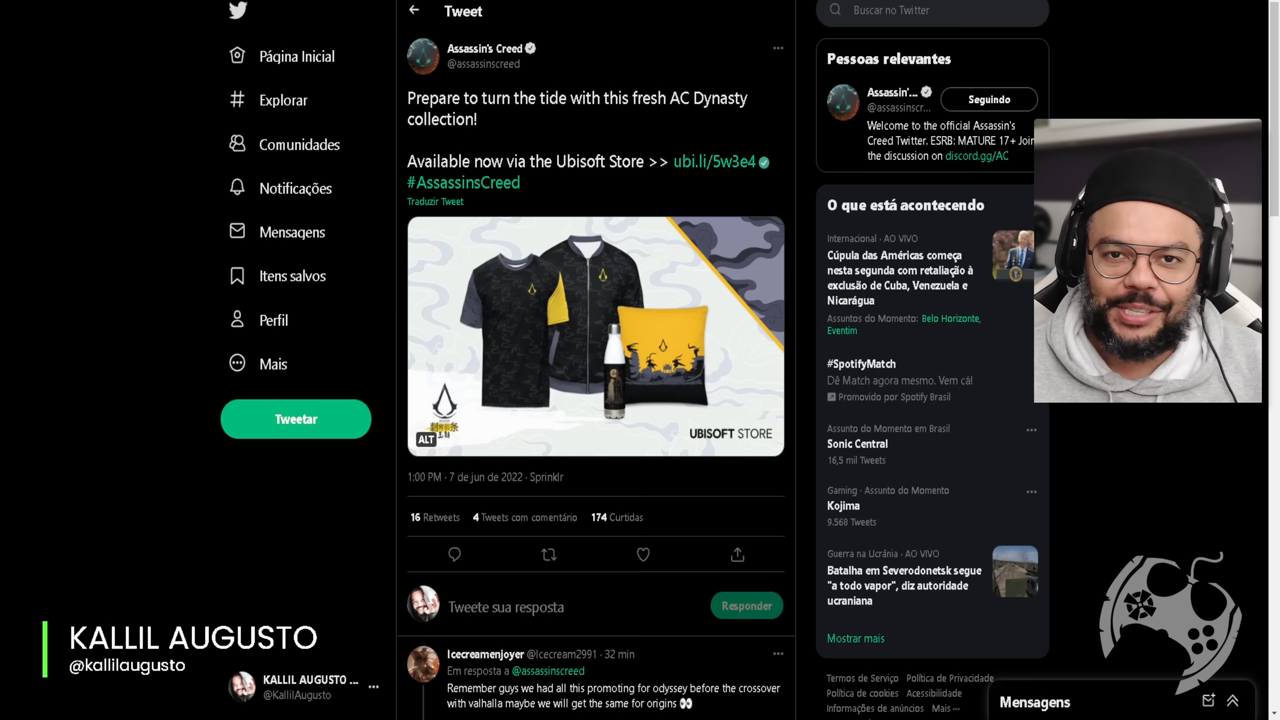 Página Inicial
Explorar
Comunidades
Notificações
Mensagens
Itens salvos
Perfil
Mais
Tweetar
KALLIL AUGUSTO
@kallilaugusto
KALLIL AUGUSTO ...
@KallilAugusto
Tweet
Assassin's Creed
@assassinscreed
Prepare to turn the tide with this fresh AC Dynasty
collection!
Available now via the Ubisoft Store >> ubi.li/5w3e4
#AssassinsCreed
Traduzir Tweet
ALT
UBISOFT STORE
1:00 PM · 7 de jun de 2022 · Sprinklr
16 Retweets 4 Tweets com comentário 174 Curtidas
Tweete sua resposta
Responder
Icecreamenjoyer @Icecream2991 · 32 min
Em resposta a @assassinscreed
Remember guys we had all this promoting for odyssey before the crossover
with valhalla maybe we will get the same for origins 👀
Buscar no Twitter
Pessoas relevantes
Assassin'...
@assassinscr...
Seguindo
Welcome to the official Assassin's
Creed Twitter. ESRB: MATURE 17+ Join
the discussion on discord.gg/AC
O que está acontecendo
Internacional · AO VIVO
Cúpula das Américas começa
nesta segunda com retaliação à
exclusão de Cuba, Venezuela e
Nicarágua
Assuntos do Momento: Belo Horizonte,
Eventim
#SpotifyMatch
Dê Match agora mesmo. Vem cá!
Promovido por Spotify Brasil
Assunto do Momento em Brasil
Sonic Central
16,5 mil Tweets
Gaming · Assunto do Momento
Kojima
9.568 Tweets
Guerra na Ucrânia · AO VIVO
Batalha em Severodonetsk segue
"a todo vapor", diz autoridade
ucraniana
Mostrar mais
Termos de Serviço Política de Privacidade
Política de cookies Acessibilidade
Informações de anúncios Mais ···
Mensagens